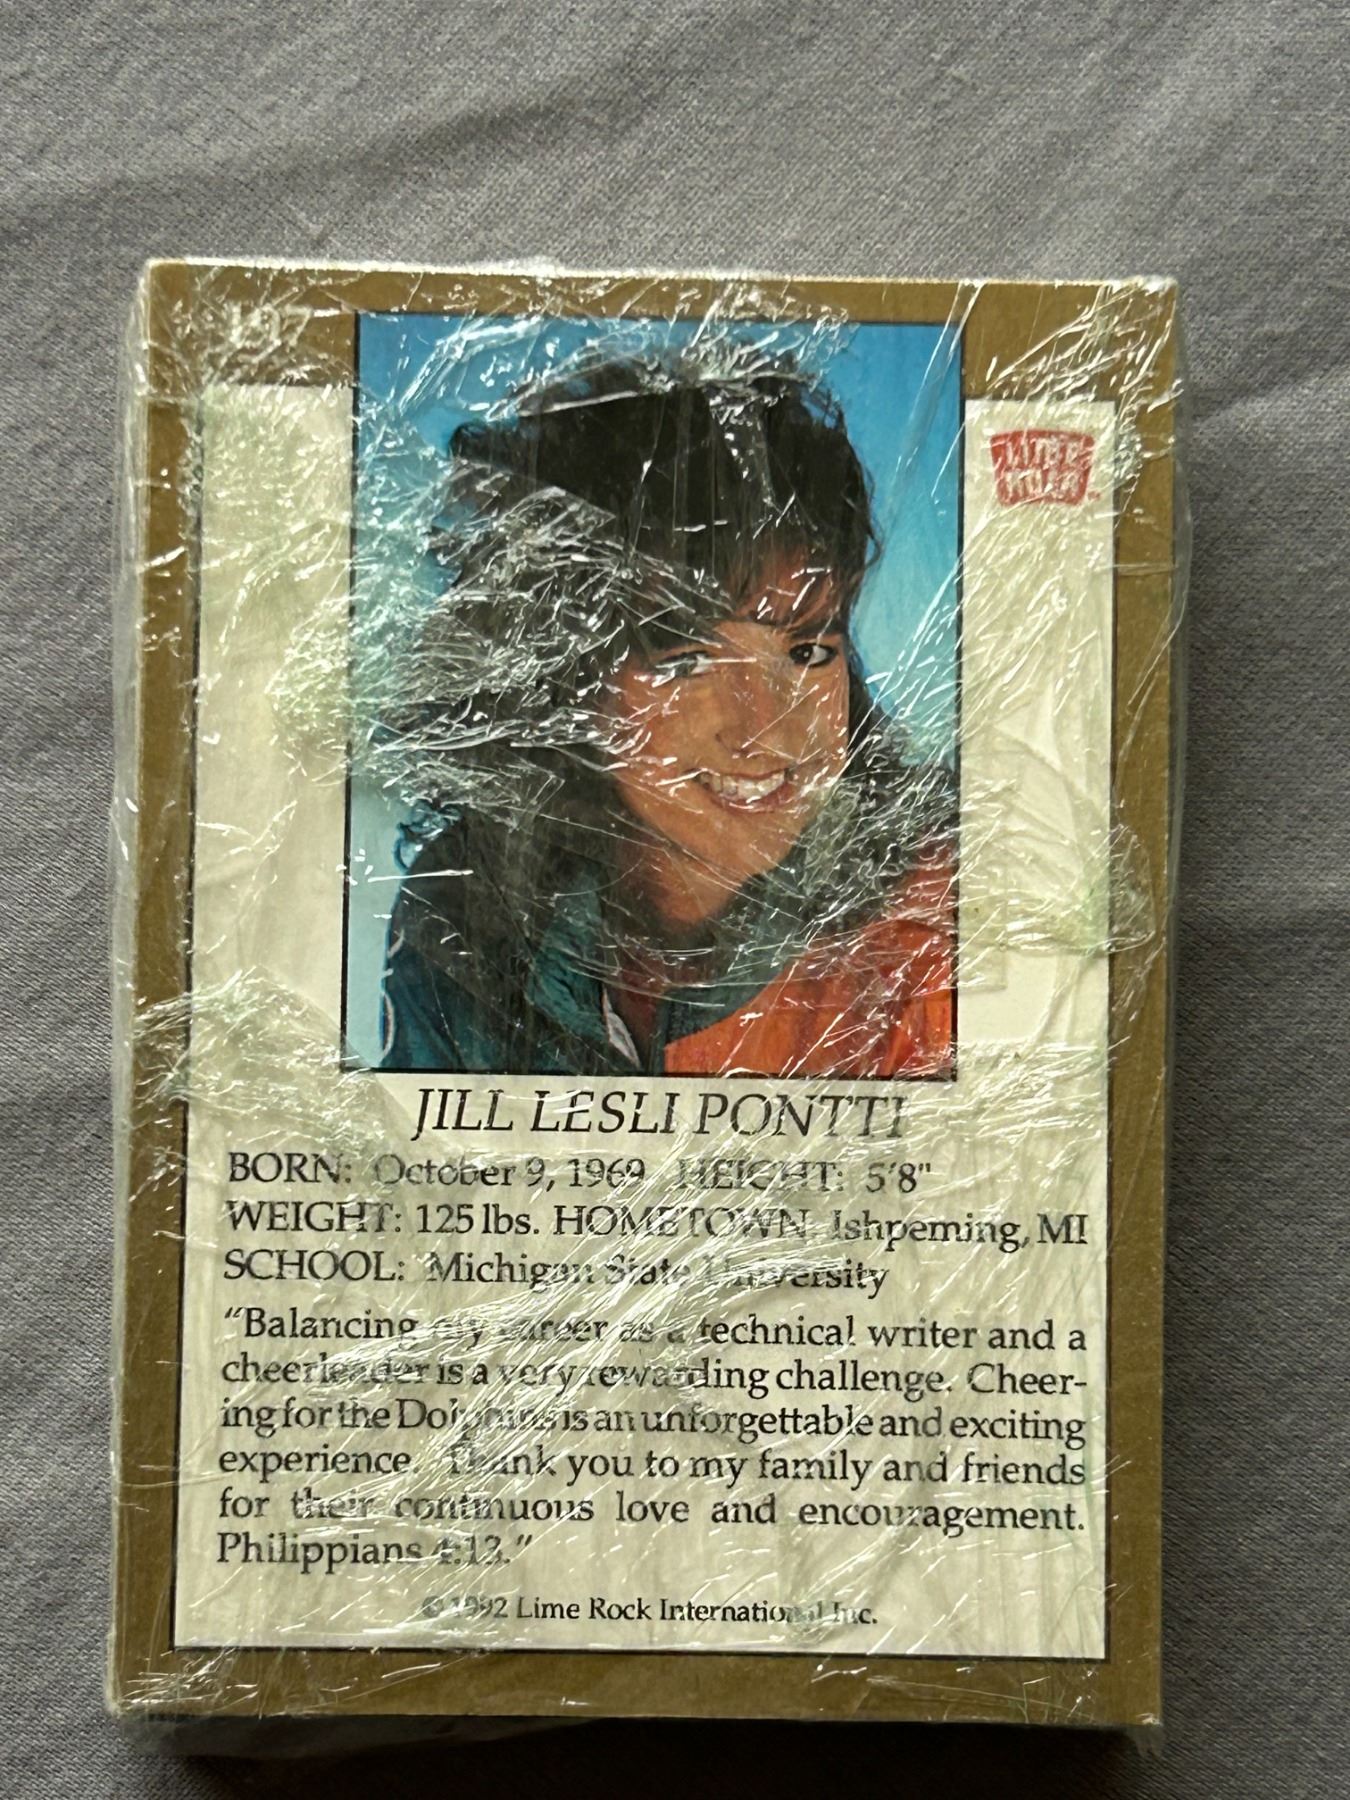 LIME
ROCK
JILL LESLI PONTTI
BORN: October 9, 1969 HEIGHT: 5'8"
WEIGHT: 125 lbs. HOMETOWN: Ishpeming, MI
SCHOOL: Michigan State University
“Balancing my career as a technical writer and a
cheerleader is a very rewarding challenge. Cheer-
ing for the Dolphins is an unforgettable and exciting
experience. Thank you to my family and friends
for their continuous love and encouragement.
Philippians 4:13.”
© 1992 Lime Rock International Inc.